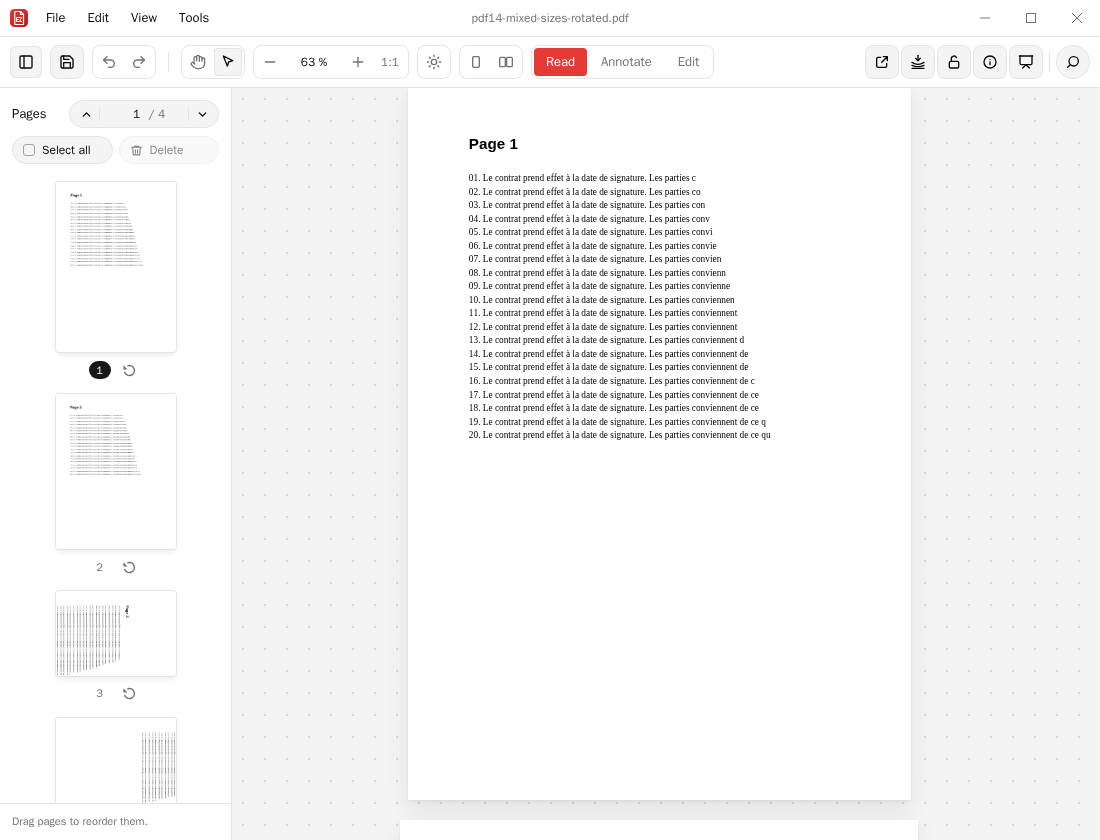 File Edit View Tools
pdf14-mixed-sizes-rotated.pdf
63 % 1:1 Read Annotate Edit
Pages 1 / 4
Select all Delete
Page 1
1
Page 2
2
3
Drag pages to reorder them.
Page 1
01. Le contrat prend effet à la date de signature. Les parties c
02. Le contrat prend effet à la date de signature. Les parties co
03. Le contrat prend effet à la date de signature. Les parties con
04. Le contrat prend effet à la date de signature. Les parties conv
05. Le contrat prend effet à la date de signature. Les parties convi
06. Le contrat prend effet à la date de signature. Les parties convie
07. Le contrat prend effet à la date de signature. Les parties convien
08. Le contrat prend effet à la date de signature. Les parties convienn
09. Le contrat prend effet à la date de signature. Les parties convienne
10. Le contrat prend effet à la date de signature. Les parties conviennen
11. Le contrat prend effet à la date de signature. Les parties conviennent
12. Le contrat prend effet à la date de signature. Les parties conviennent
13. Le contrat prend effet à la date de signature. Les parties conviennent d
14. Le contrat prend effet à la date de signature. Les parties conviennent de
15. Le contrat prend effet à la date de signature. Les parties conviennent de
16. Le contrat prend effet à la date de signature. Les parties conviennent de c
17. Le contrat prend effet à la date de signature. Les parties conviennent de ce
18. Le contrat prend effet à la date de signature. Les parties conviennent de ce
19. Le contrat prend effet à la date de signature. Les parties conviennent de ce q
20. Le contrat prend effet à la date de signature. Les parties conviennent de ce qu